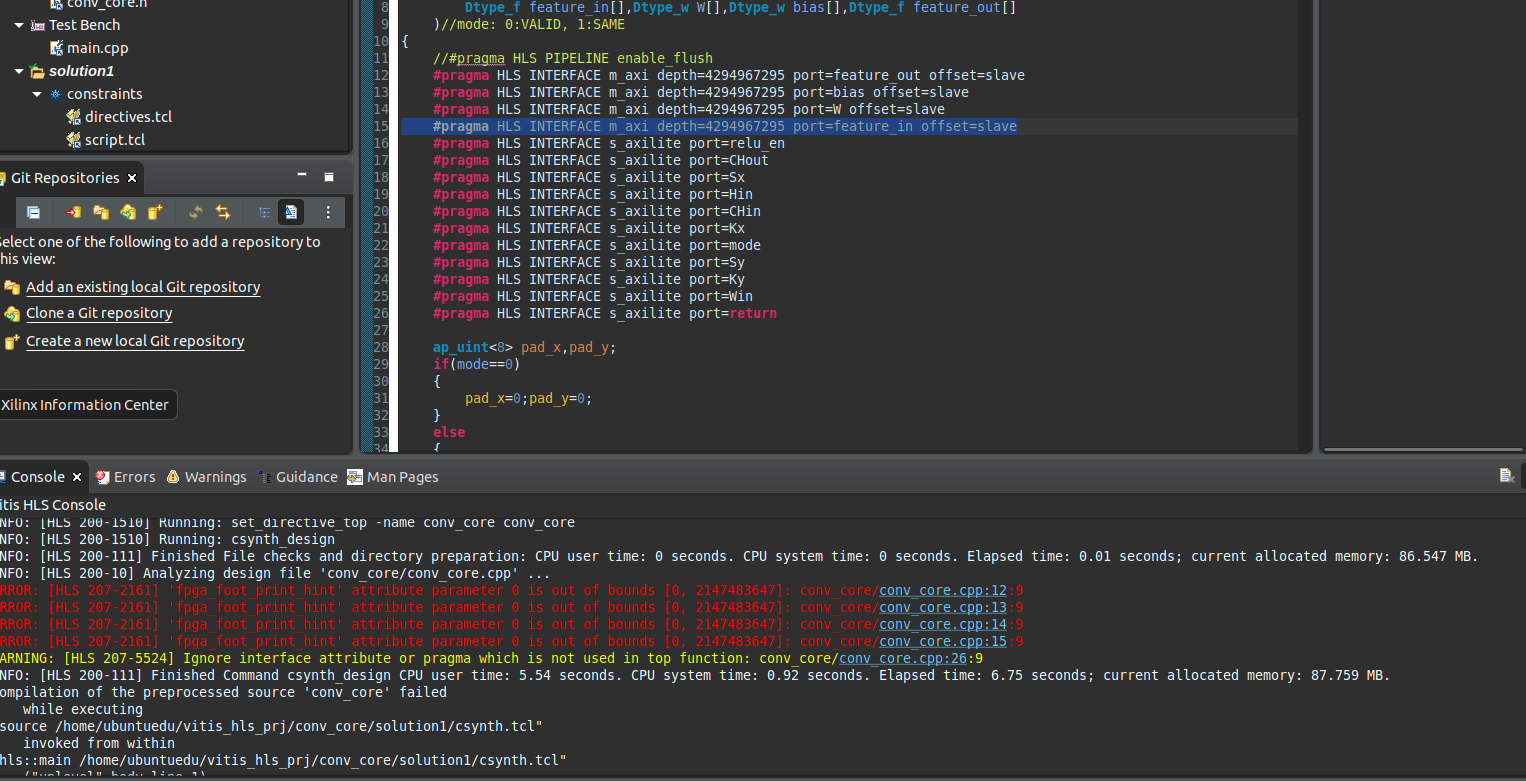 conv_core.h
Test Bench
main.cpp
solution1
constraints
directives.tcl
script.tcl
Git Repositories
elect one of the following to add a repository to
his view:
Add an existing local Git repository
Clone a Git repository
Create a new local Git repository
Xilinx Information Center
8 Dtype_f feature_in[],Dtype_w W[],Dtype_w bias[],Dtype_f feature_out[]
9 )//mode: 0:VALID, 1:SAME
10 {
11 //#pragma HLS PIPELINE enable_flush
12 #pragma HLS INTERFACE m_axi depth=4294967295 port=feature_out offset=slave
13 #pragma HLS INTERFACE m_axi depth=4294967295 port=bias offset=slave
14 #pragma HLS INTERFACE m_axi depth=4294967295 port=W offset=slave
15 #pragma HLS INTERFACE m_axi depth=4294967295 port=feature_in offset=slave
16 #pragma HLS INTERFACE s_axilite port=relu_en
17 #pragma HLS INTERFACE s_axilite port=CHout
18 #pragma HLS INTERFACE s_axilite port=Sx
19 #pragma HLS INTERFACE s_axilite port=Hin
20 #pragma HLS INTERFACE s_axilite port=CHin
21 #pragma HLS INTERFACE s_axilite port=Kx
22 #pragma HLS INTERFACE s_axilite port=mode
23 #pragma HLS INTERFACE s_axilite port=Sy
24 #pragma HLS INTERFACE s_axilite port=Ky
25 #pragma HLS INTERFACE s_axilite port=Win
26 #pragma HLS INTERFACE s_axilite port=return
27
28 ap_uint<8> pad_x,pad_y;
29 if(mode==0)
30 {
31 pad_x=0;pad_y=0;
32 }
33 else
34 {
Console Errors Warnings Guidance Man Pages
itis HLS Console
NFO: [HLS 200-1510] Running: set_directive_top -name conv_core conv_core
NFO: [HLS 200-1510] Running: csynth_design
NFO: [HLS 200-111] Finished File checks and directory preparation: CPU user time: 0 seconds. CPU system time: 0 seconds. Elapsed time: 0.01 seconds; current allocated memory: 86.547 MB.
NFO: [HLS 200-10] Analyzing design file 'conv_core/conv_core.cpp' ...
RROR: [HLS 207-2161] 'fpga_foot_print_hint' attribute parameter 0 is out of bounds [0, 2147483647]: conv_core/conv_core.cpp:12:9
RROR: [HLS 207-2161] 'fpga_foot_print_hint' attribute parameter 0 is out of bounds [0, 2147483647]: conv_core/conv_core.cpp:13:9
RROR: [HLS 207-2161] 'fpga_foot_print_hint' attribute parameter 0 is out of bounds [0, 2147483647]: conv_core/conv_core.cpp:14:9
RROR: [HLS 207-2161] 'fpga_foot_print_hint' attribute parameter 0 is out of bounds [0, 2147483647]: conv_core/conv_core.cpp:15:9
ARNING: [HLS 207-5524] Ignore interface attribute or pragma which is not used in top function: conv_core/conv_core.cpp:26:9
NFO: [HLS 200-111] Finished Command csynth_design CPU user time: 5.54 seconds. CPU system time: 0.92 seconds. Elapsed time: 6.75 seconds; current allocated memory: 87.759 MB.
ompilation of the preprocessed source 'conv_core' failed
while executing
source /home/ubuntuedu/vitis_hls_prj/conv_core/solution1/csynth.tcl"
invoked from within
hls::main /home/ubuntuedu/vitis_hls_prj/conv_core/solution1/csynth.tcl"
("uplevel" body line 1)